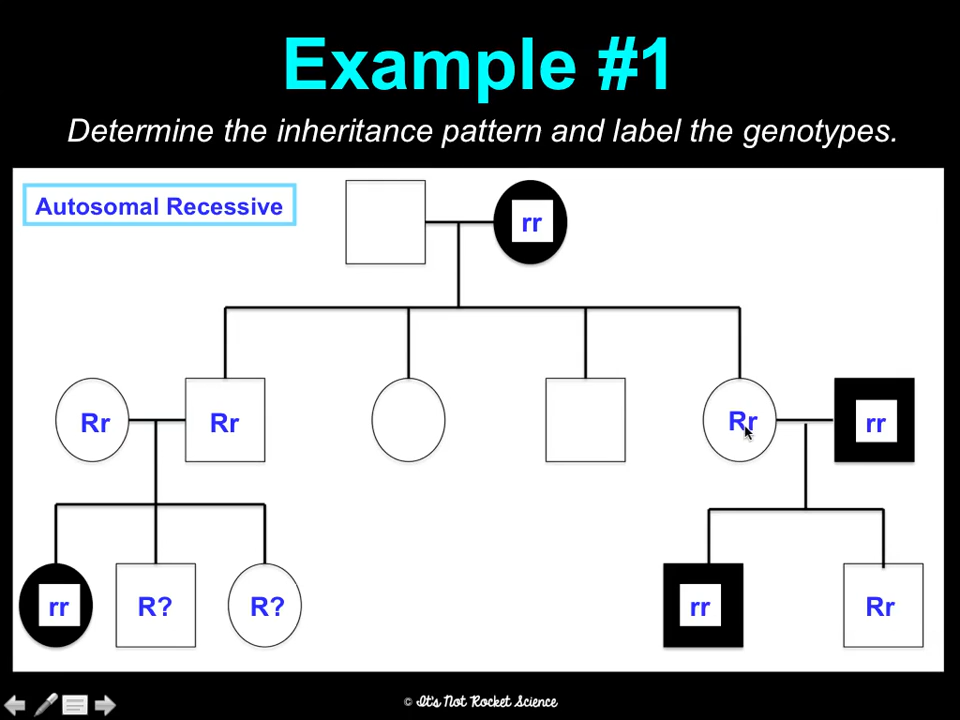 Example #1
Determine the inheritance pattern and label the genotypes.
Autosomal Recessive
rr
Rr
Rr
Rr
rr
rr
R?
R?
rr
Rr
© It's Not Rocket Science